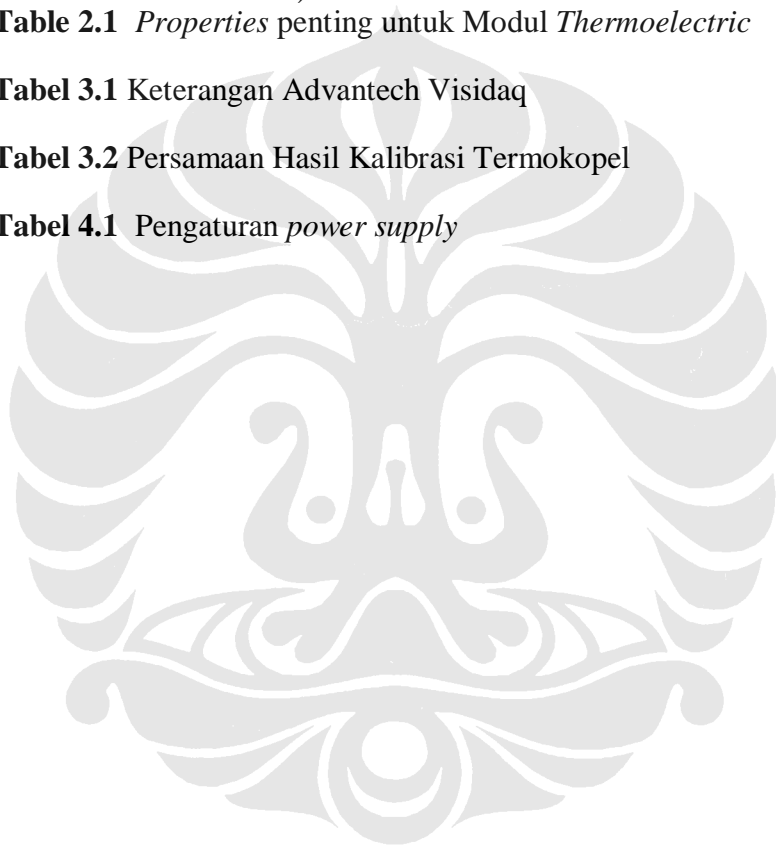 Table 2.1 Properties penting untuk Modul Thermoelectric
Tabel 3.1 Keterangan Advantech Visidaq
Tabel 3.2 Persamaan Hasil Kalibrasi Termokopel
Tabel 4.1 Pengaturan power supply